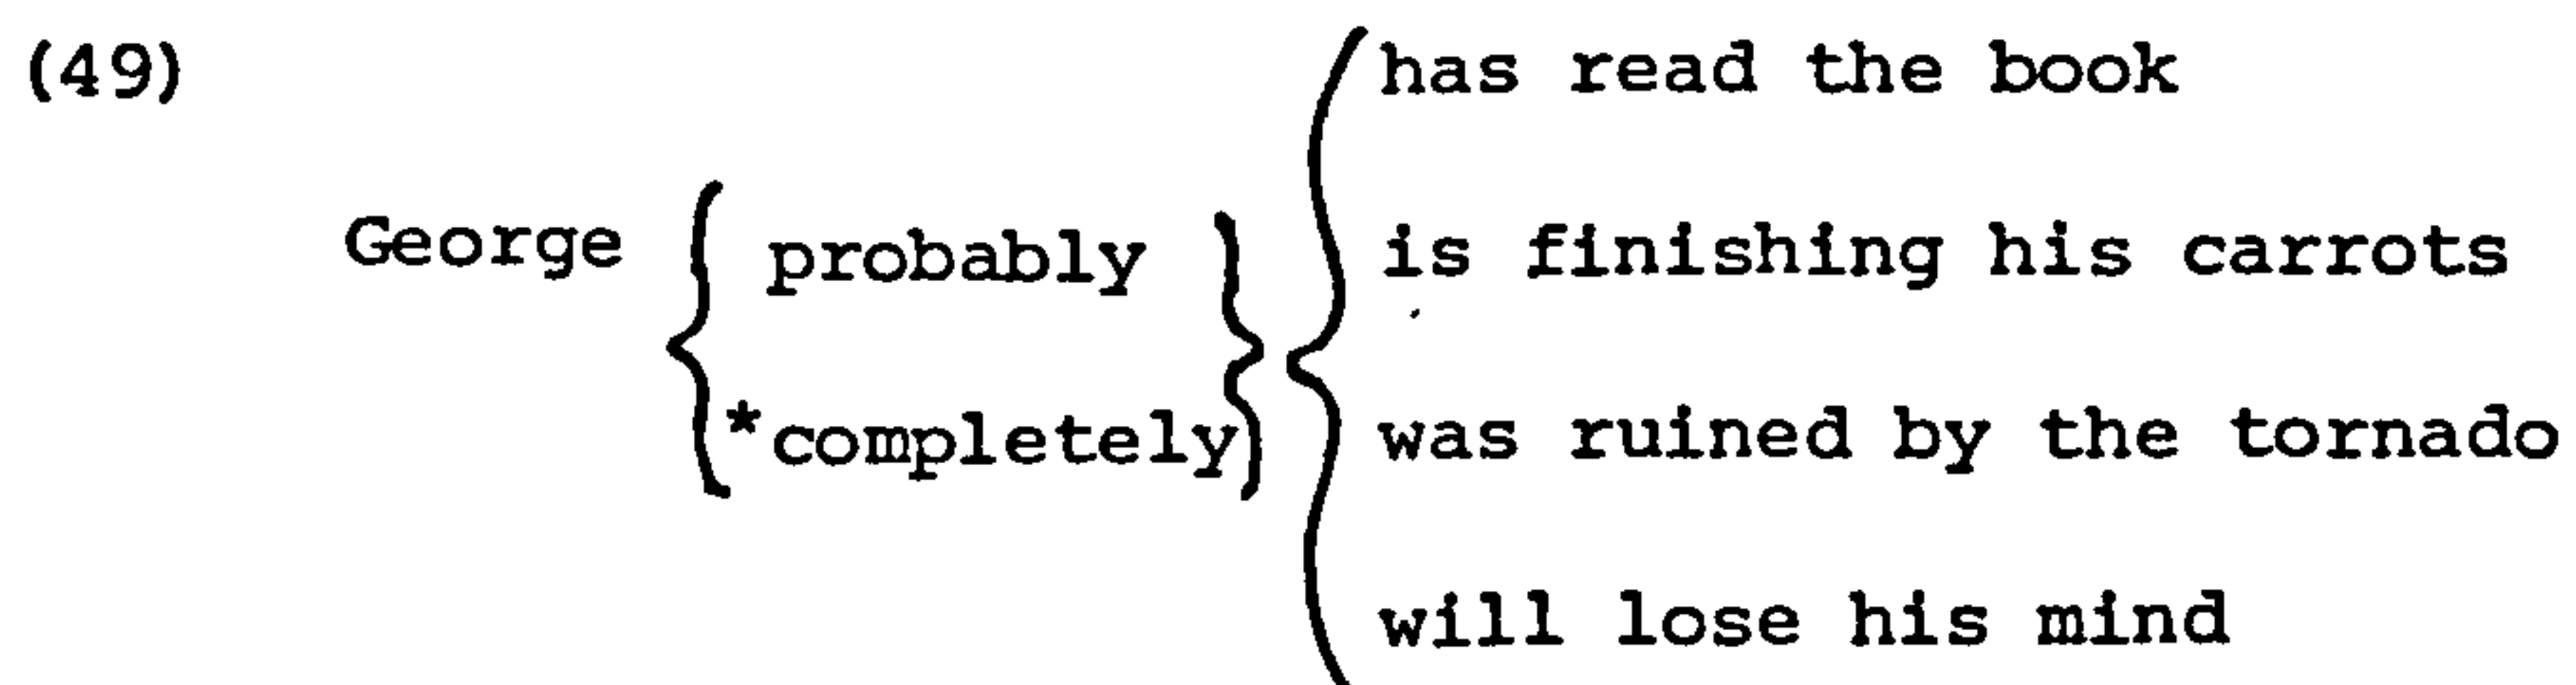 (49) has read the book
George probably is finishing his carrots
*completely was ruined by the tornado
will lose his mind